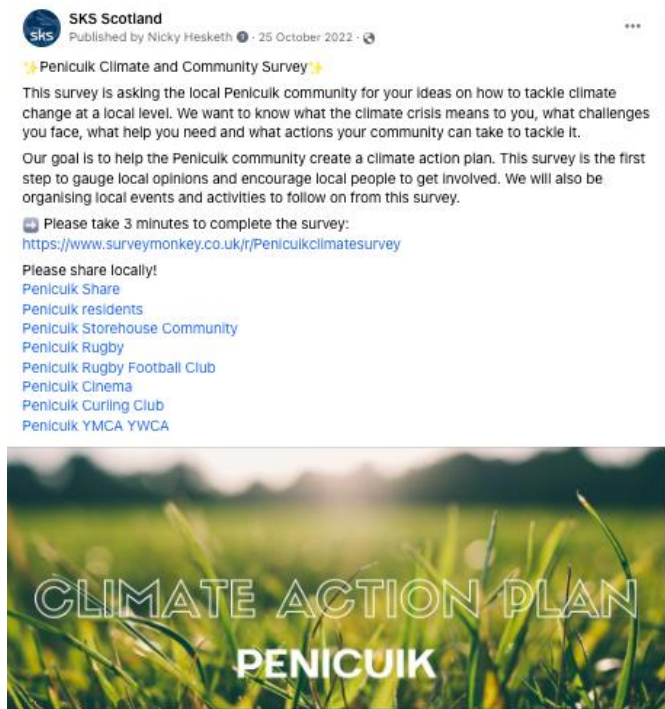 sks
SKS Scotland
Published by Nicky Hesketh · 25 October 2022 ·
✨Penicuik Climate and Community Survey✨
This survey is asking the local Penicuik community for your ideas on how to tackle climate
change at a local level. We want to know what the climate crisis means to you, what challenges
you face, what help you need and what actions your community can take to tackle it.
Our goal is to help the Penicuik community create a climate action plan. This survey is the first
step to gauge local opinions and encourage local people to get involved. We will also be
organising local events and activities to follow on from this survey.
➡️ Please take 3 minutes to complete the survey:
https://www.surveymonkey.co.uk/r/Penicuikclimatesurvey
Please share locally!
Penicuik Share
Penicuik residents
Penicuik Storehouse Community
Penicuik Rugby
Penicuik Rugby Football Club
Penicuik Cinema
Penicuik Curling Club
Penicuik YMCA YWCA
CLIMATE ACTION PLAN
PENICUIK